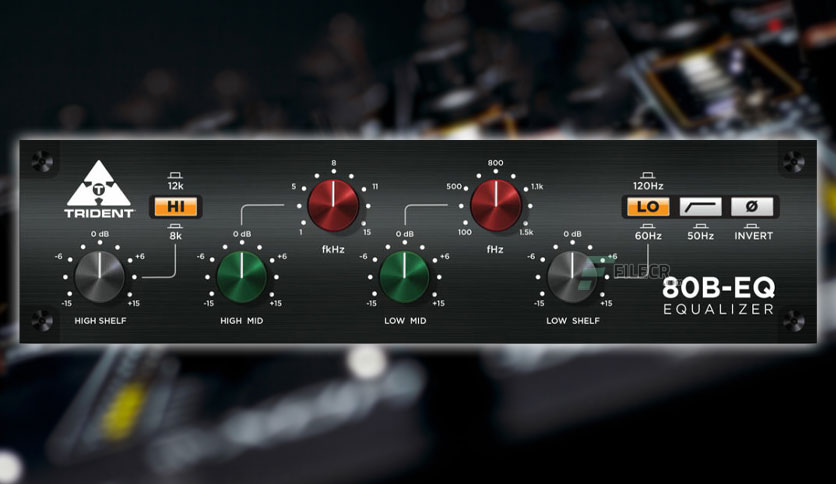 T
TRIDENT
12k
HI
8k
0 dB
-6
+6
-15
+15
HIGH SHELF
0 dB
-6
+6
-15
+15
HIGH MID
8
5
11
1
15
fkHz
0 dB
-6
+6
-15
+15
LOW MID
800
500
1.1k
100
1.5k
fHz
0 dB
-6
+6
-15
+15
LOW SHELF
120Hz
LO
Ø
60Hz
50Hz
INVERT
FILECR
80B-EQ
EQUALIZER